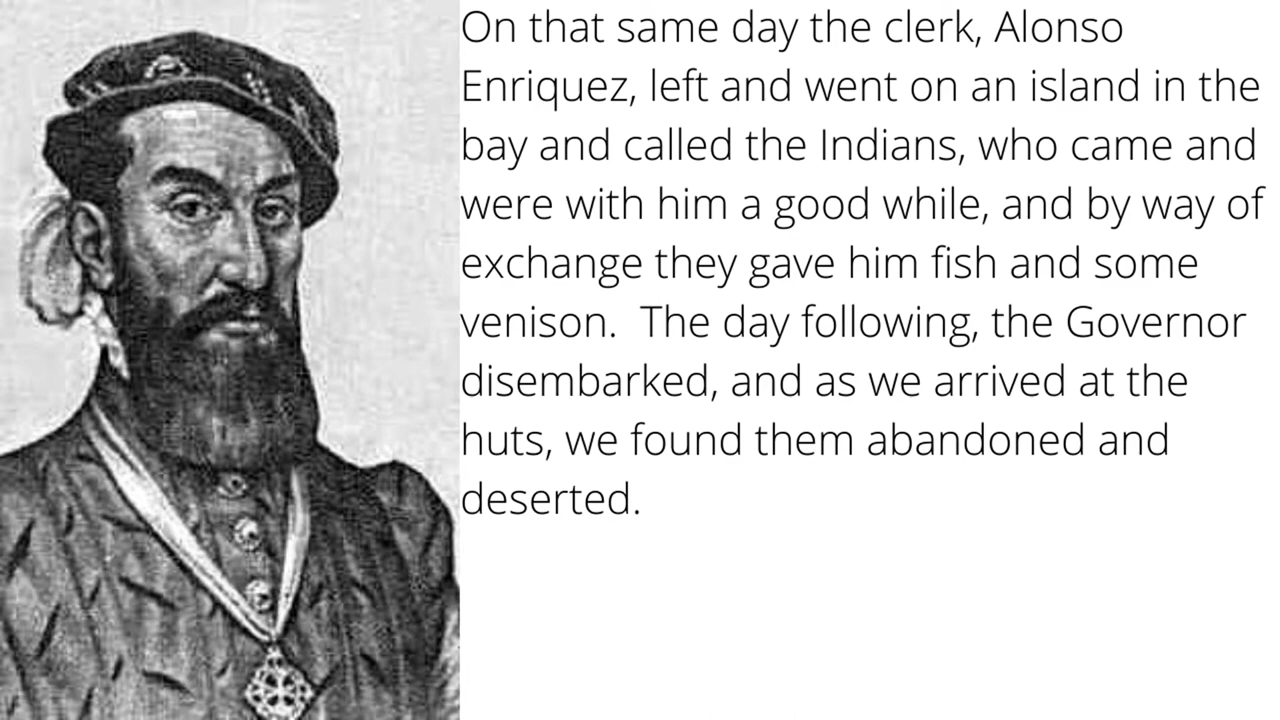 On that same day the clerk, Alonso
Enriquez, left and went on an island in the
bay and called the Indians, who came and
were with him a good while, and by way of
exchange they gave him fish and some
venison.  The day following, the Governor
disembarked, and as we arrived at the
huts, we found them abandoned and
deserted.